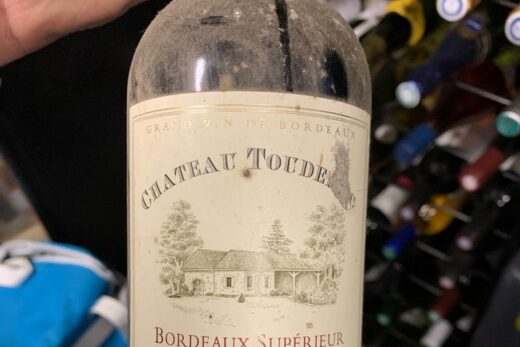 GRAND VIN DE BORDEAUX
CHATEAU
BORDEAUX SUPÉRIEUR